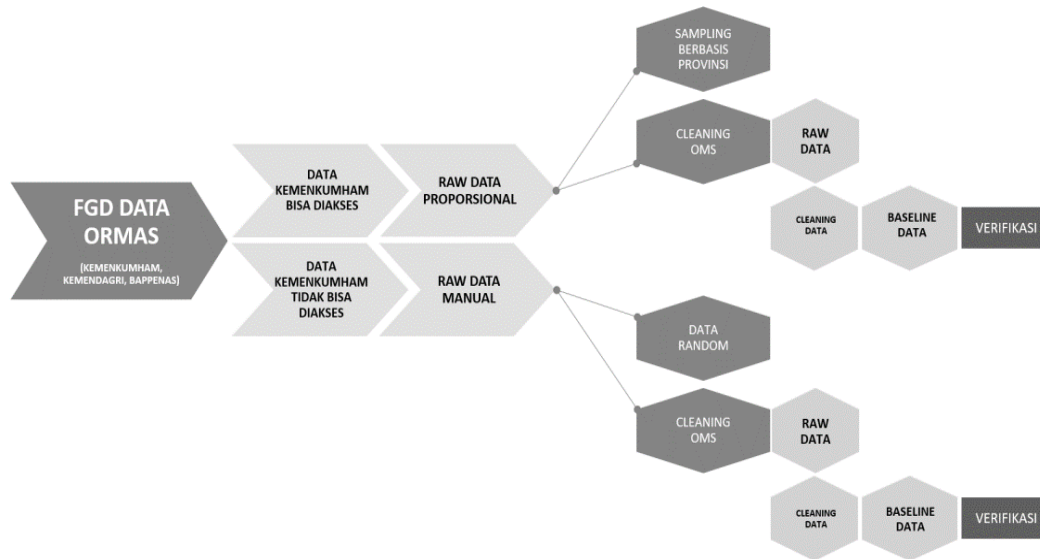 FGD DATA
ORMAS
(KEMENKUMHAM,
KEMENDAGRI, BAPPENAS)
DATA
KEMENKUMHAM
BISA DIAKSES
RAW DATA
PROPORSIONAL
SAMPLING
BERBASIS
PROVINSI
CLEANING
OMS
RAW
DATA
CLEANING
DATA
BASELINE
DATA
VERIFIKASI
DATA
KEMENKUMHAM
TIDAK BISA
DIAKSES
RAW DATA
MANUAL
DATA
RANDOM
CLEANING
OMS
RAW
DATA
CLEANING
DATA
BASELINE
DATA
VERIFIKASI